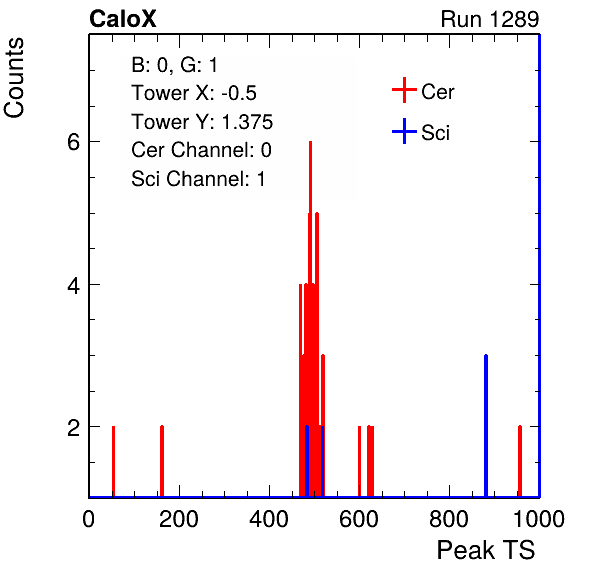 CaloX Run 1289
Counts
B: 0, G: 1
Tower X: -0.5
Tower Y: 1.375
Cer Channel: 0
Sci Channel: 1
Cer
Sci
6
4
2
0 200 400 600 800 1000
Peak TS